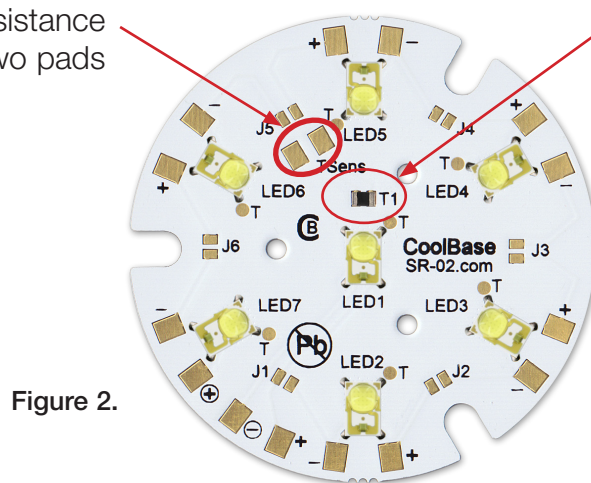 sistance
wo pads
+ -
- J5 T LED5 J4 +
TSens T
+ LED6 T1 LED4 -
T T
B
CoolBase
SR-02.com
J6 J3
T
LED7 LED1 LED3
- T Pb +
LED2
J1 T J2 -
+
- + - +
Figure 2.